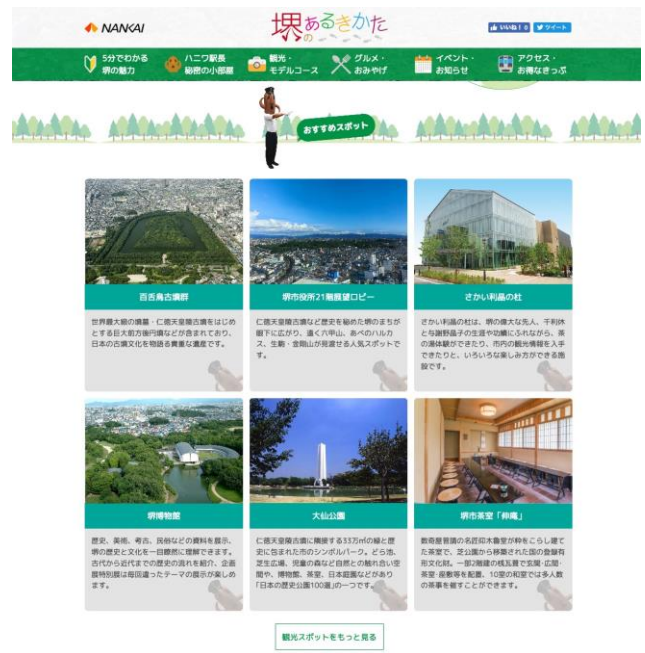 NANKAI
堺のあるきかた
いいね！0
ツイート
5分でわかる
堺の魅力
ハニワ駅長
秘密の小部屋
観光・
モデルコース
グルメ・
おみやげ
イベント・
お知らせ
アクセス・
お得なきっぷ
おすすめスポット
百舌鳥古墳群
世界最大級の墳墓・仁徳天皇陵古墳をはじめ
とする巨大前方後円墳などが含まれており、
日本の古墳文化を物語る貴重な遺産です。
堺市役所21階展望ロビー
仁徳天皇陵古墳など歴史を秘めた堺のまちが
眼下に広がり、遠く六甲山、あべのハルカ
ス、生駒・金剛山が見渡せる人気スポットで
す。
さかい利晶の杜
さかい利晶の杜は、堺の偉大な先人、千利休
と与謝野晶子の生涯や功績にふれながら、茶
の湯体験ができたり、市内の観光情報を入手
できたりと、いろいろな楽しみ方ができる施
設です。
堺博物館
歴史、美術、考古、民俗などの資料を展示、
堺の歴史と文化を一目瞭然に理解できます。
古代から近代までの歴史の流れを紹介、企画
展特別展は毎回違ったテーマの展示が楽しめ
ます。
大仙公園
仁徳天皇陵古墳に隣接する33万㎡の緑と歴
史に包まれた市のシンボルパーク。どら池、
芝生広場、児童の森など自然との触れ合い空
間や、博物館、茶室、日本庭園などがあり
「日本の歴史公園100選」の一つです。
堺市茶室「伸庵」
数寄屋普請の名匠仰木魯堂が粋をこらし建て
た茶室で、芝公園から移築された国の登録有
形文化財。一部2階建の桟瓦葺で玄関・広間・
茶室・座敷等を配置、10室の和室では多人数
の茶事を催すことができます。
観光スポットをもっと見る